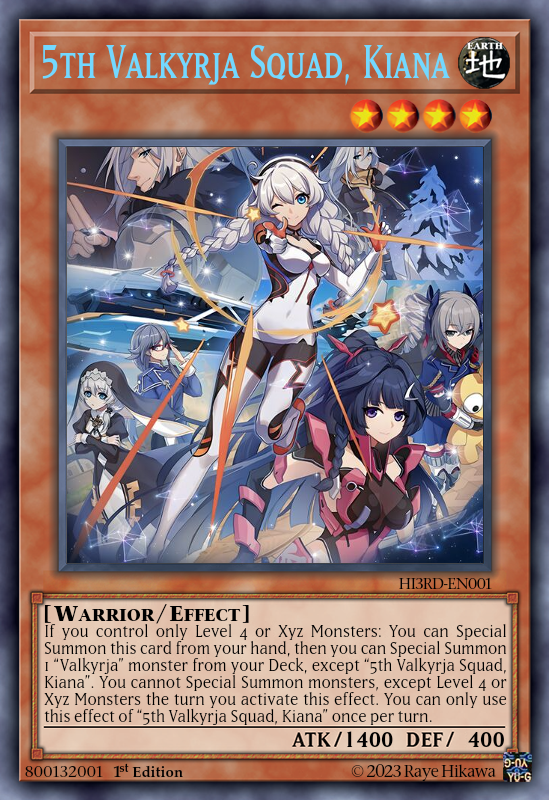 5TH VALKYRJA SQUAD, KIANA
EARTH
地
HI3RD-EN001
[WARRIOR/EFFECT]
If you control only Level 4 or Xyz Monsters: You can Special
Summon this card from your hand, then you can Special Summon
1 “Valkyrja” monster from your Deck, except “5th Valkyrja Squad,
Kiana”. You cannot Special Summon monsters, except Level 4 or
Xyz Monsters the turn you activate this effect. You can only use
this effect of “5th Valkyrja Squad, Kiana” once per turn.
ATK/1400 DEF/ 400
800132001 1st Edition ©2023 Raye Hikawa
YU-G